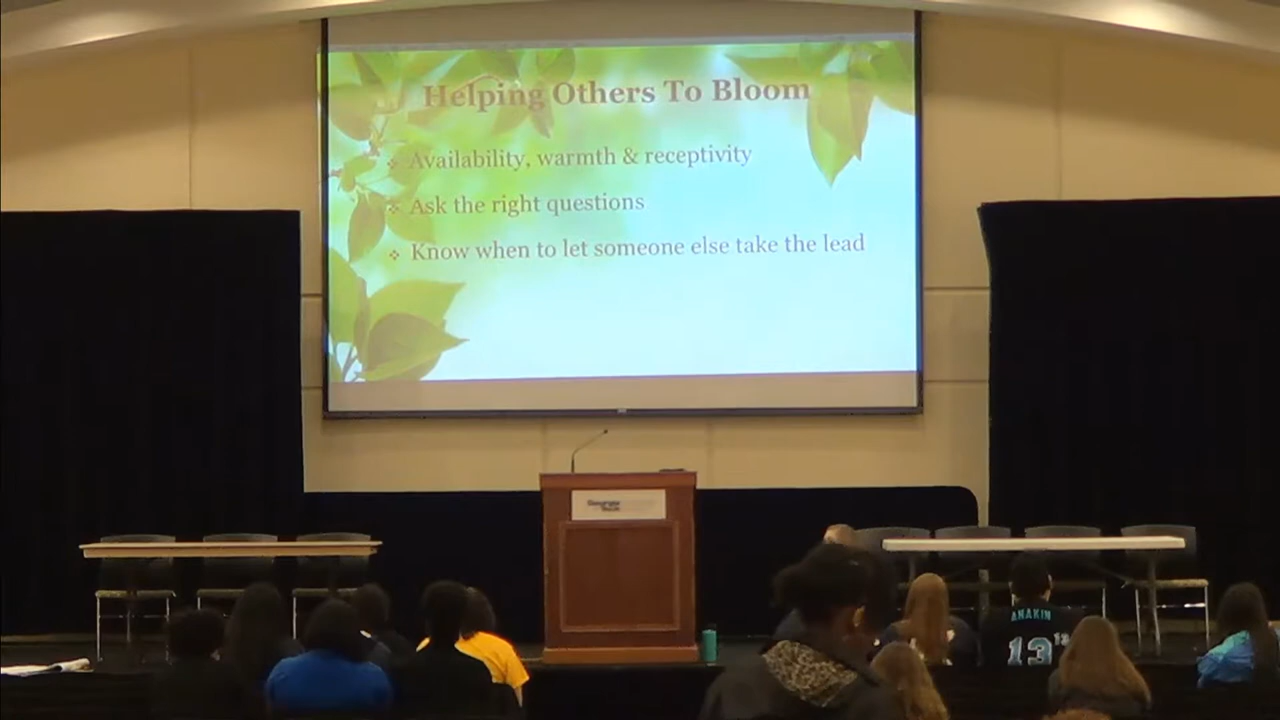 Helping Others To Bloom
Availability, warmth & receptivity
Ask the right questions
Know when to let someone else take the lead
ANAKIN
13
13